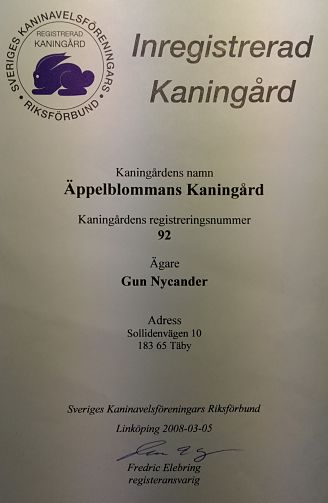 SVERIGES KANINAVELSFÖRENINGARS
• RIKSFÖRBUND •
REGISTRERAD
KANINGÅRD
Inregistrerad
Kaningård
Kaningårdens namn
Äppelblommans Kaningård
Kaningårdens registreringsnummer
92
Ägare
Gun Nycander
Adress
Sollidenvägen 10
183 65 Täby
Sveriges Kaninavelsföreningars Riksförbund
Linköping 2008-03-05
Fredric Elebring
registeransvarig